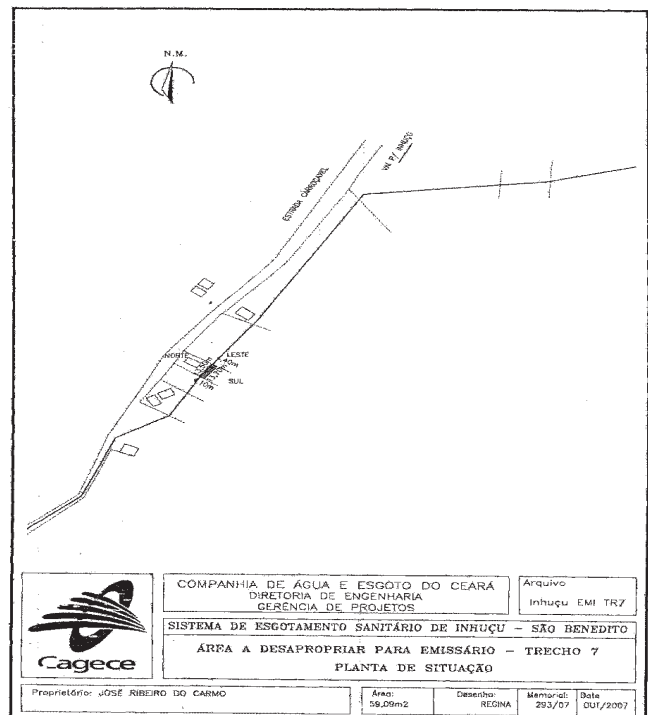 N.M.
ESTRADA CARROÇAVEL
VAI P/ INHUÇU
NORTE
LESTE
SUL
COMPANHIA DE ÁGUA E ESGOTO DO CEARÁ
DIRETORIA DE ENGENHARIA
GERÊNCIA DE PROJETOS
Arquivo
Inhuçu EMI TR7
SISTEMA DE ESGOTAMENTO SANITÁRIO DE INHUÇU - SÃO BENEDITO
ÁREA A DESAPROPRIAR PARA EMISSÁRIO - TRECHO 7
PLANTA DE SITUAÇÃO
Cagece
Proprietário: JOSÉ RIBEIRO DO CARMO
Área:
59,09m2
Desenho:
REGINA
Memorial:
293/07
Data
OUT/2007